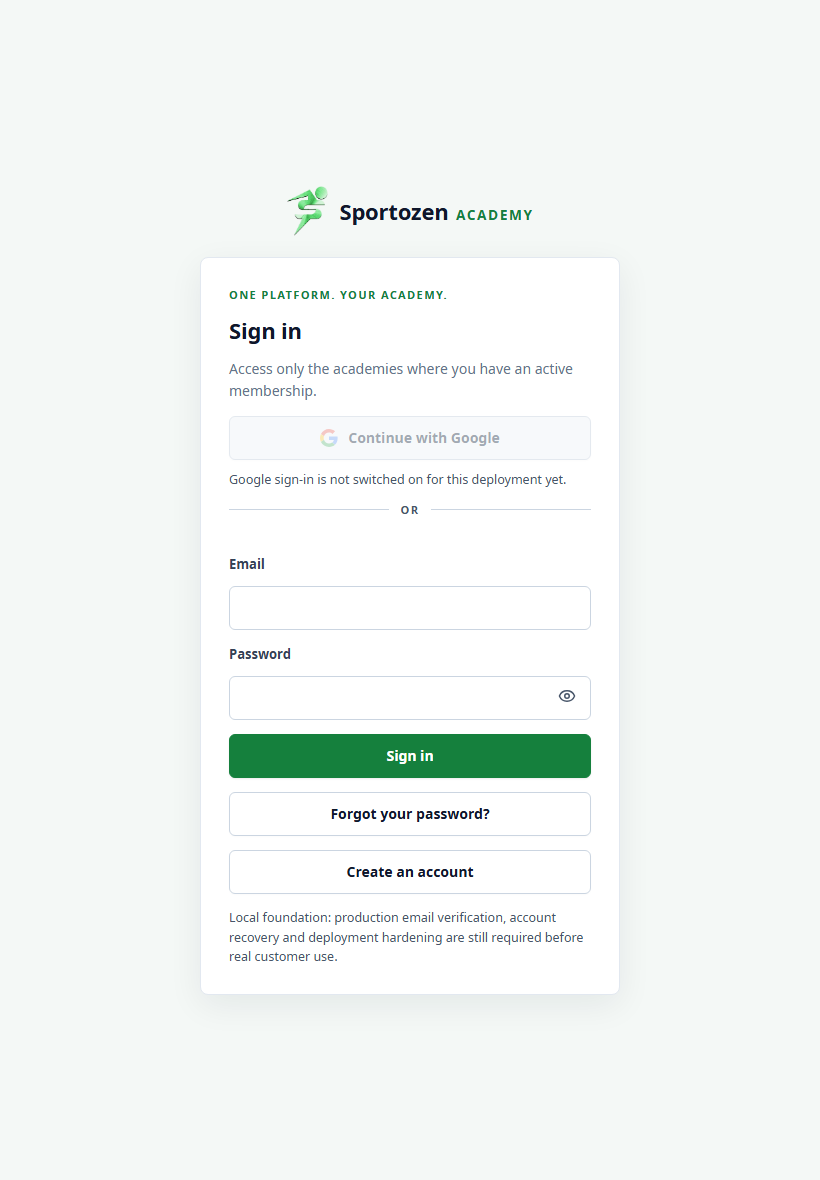 Sportozen ACADEMY
ONE PLATFORM. YOUR ACADEMY.
Sign in
Access only the academies where you have an active
membership.
Continue with Google
Google sign-in is not switched on for this deployment yet.
OR
Email
Password
Sign in
Forgot your password?
Create an account
Local foundation: production email verification, account
recovery and deployment hardening are still required before
real customer use.